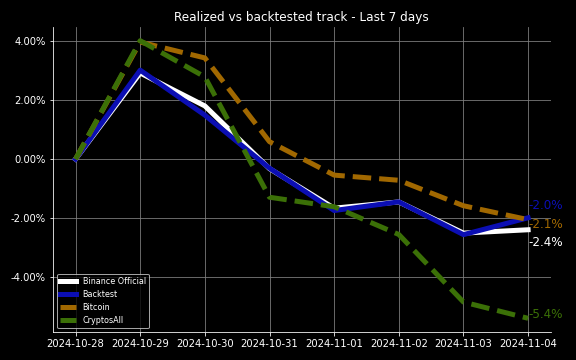 Realized vs backtested track - Last 7 days
4.00%
2.00%
0.00%
-2.00%
-4.00%
-2.0%
-2.1%
-2.4%
-5.4%
Binance Official
Backtest
Bitcoin
CryptosAll
2024-10-28 2024-10-29 2024-10-30 2024-10-31 2024-11-01 2024-11-02 2024-11-03 2024-11-04